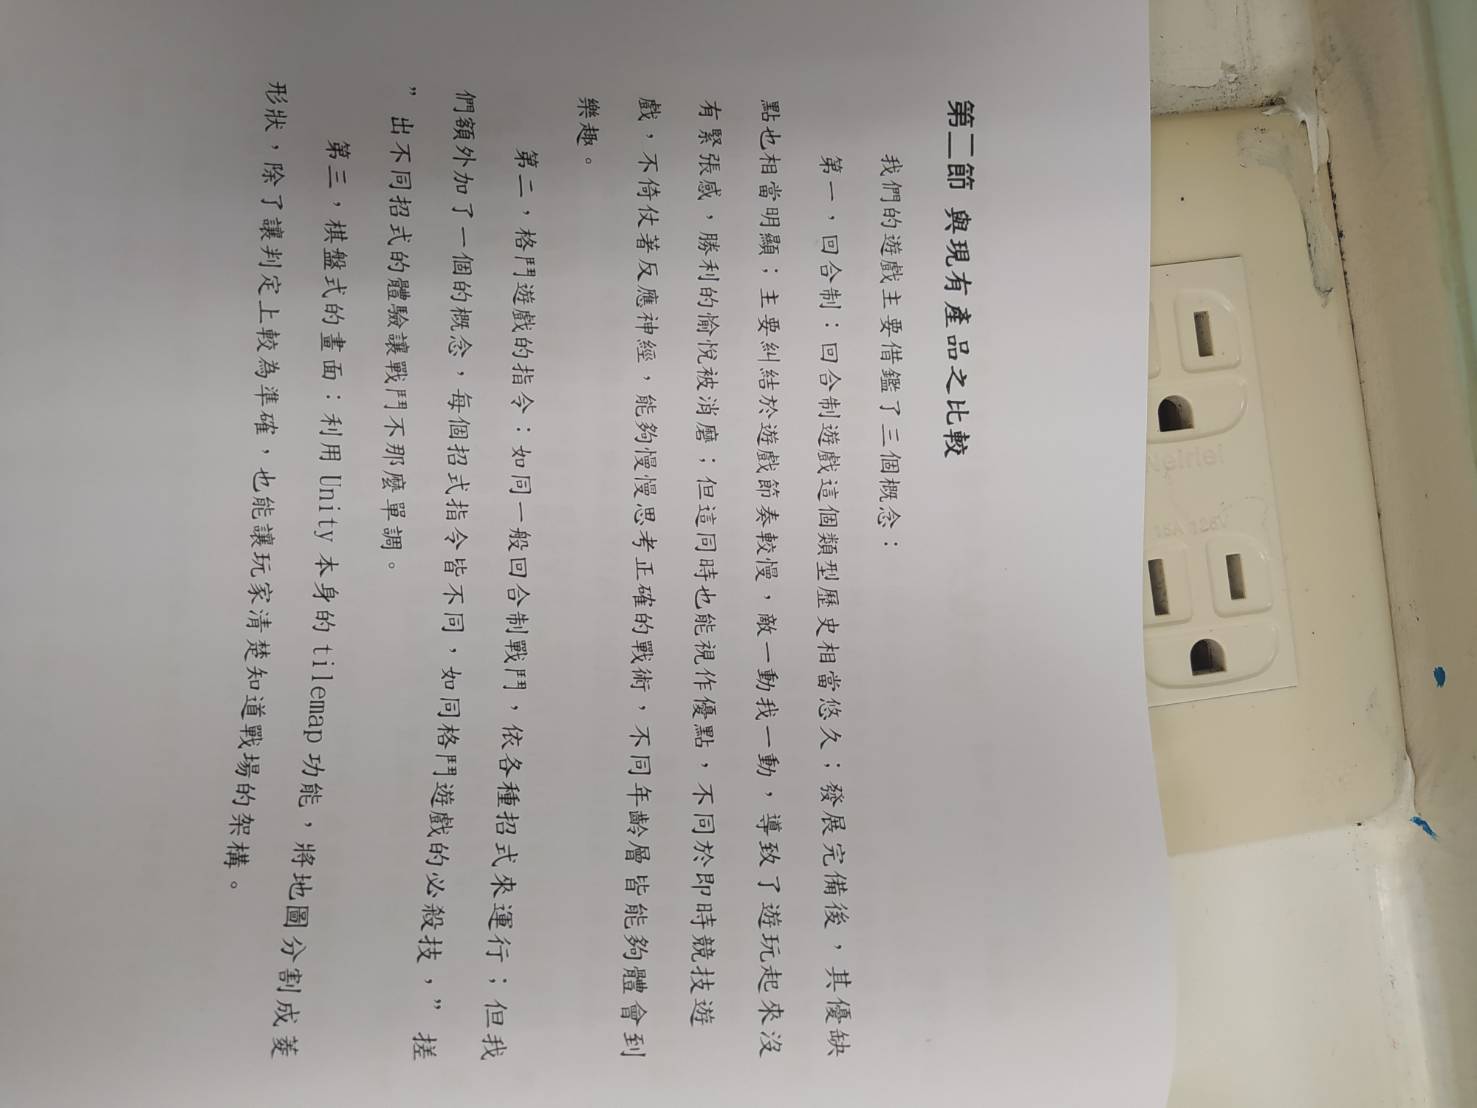 第二節 與現有產品之比較
我們的遊戲主要借鑑了三個概念：
第一，回合制：回合制遊戲這個類型歷史相當悠久；發展完備後，其優缺
點也相當明顯；主要糾結於遊戲節奏較慢，敵一動我一動，導致了遊玩起來沒
有緊張感，勝利的愉悅被消磨；但這同時也能視作優點，不同於即時競技遊
戲，不倚仗著反應神經，能夠慢慢思考正確的戰術，不同年齡層皆能夠體會到
樂趣。
第二，格鬥遊戲的指令：如同一般回合制戰鬥，依各種招式來運行；但我
們額外加了一個的概念，每個招式指令皆不同，如同格鬥遊戲的必殺技，” 搓
” 出不同招式的體驗讓戰鬥不那麼單調。
第三，棋盤式的畫面：利用 Unity 本身的 tilemap 功能，將地圖分割成菱
形狀，除了讓判定上較為準確，也能讓玩家清楚知道戰場的架構。